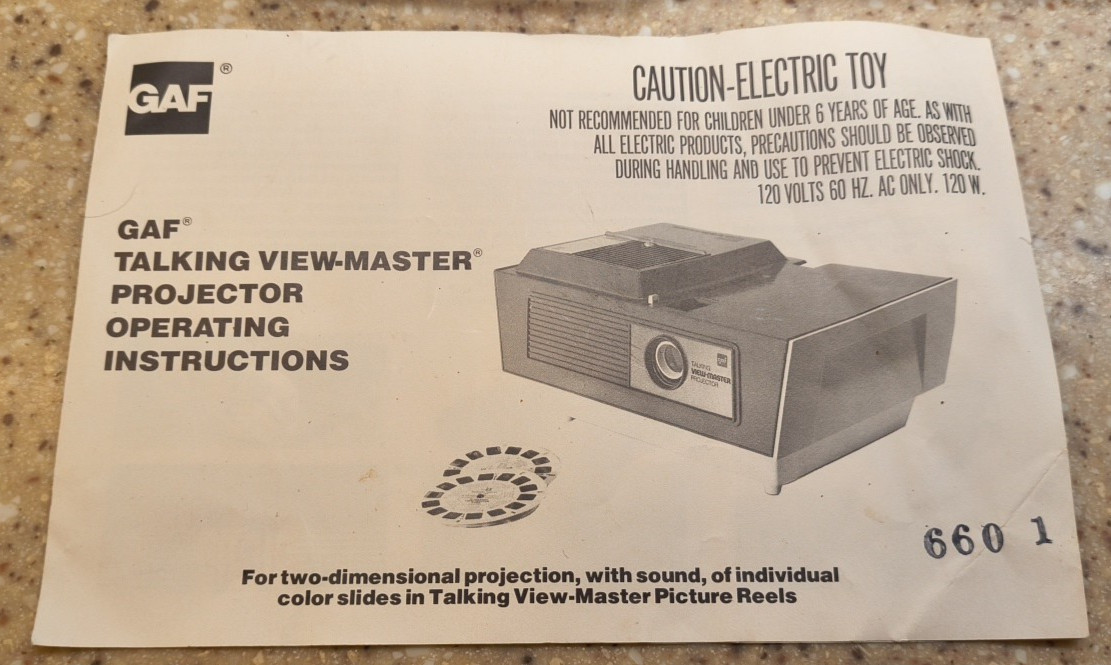 GAF®
CAUTION-ELECTRIC TOY
NOT RECOMMENDED FOR CHILDREN UNDER 6 YEARS OF AGE. AS WITH
ALL ELECTRIC PRODUCTS, PRECAUTIONS SHOULD BE OBSERVED
DURING HANDLING AND USE TO PREVENT ELECTRIC SHOCK.
120 VOLTS 60 HZ. AC ONLY. 120 W.
GAF®
TALKING VIEW-MASTER®
PROJECTOR
OPERATING
INSTRUCTIONS
GAF
TALKING
VIEW-MASTER
PROJECTOR
660 1
For two-dimensional projection, with sound, of individual
color slides in Talking View-Master Picture Reels